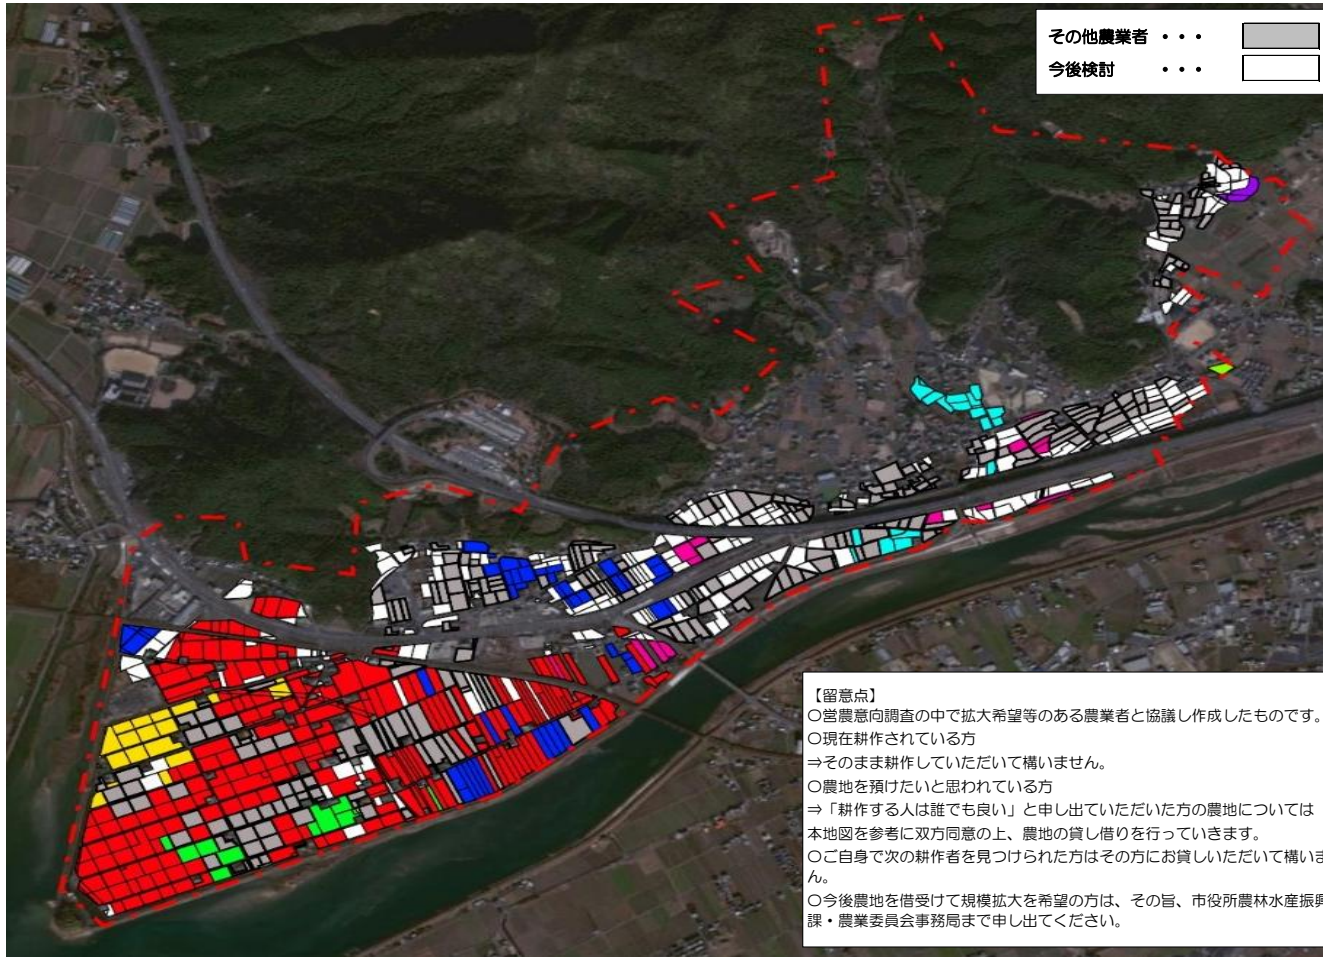 その他農業者 ・・・
今後検討 ・・・
【留意点】
〇営農意向調査の中で拡大希望等のある農業者と協議し作成したものです。
〇現在耕作されている方
⇒そのまま耕作していただいて構いません。
〇農地を預けたいと思われている方
⇒「耕作する人は誰でも良い」と申し出ていただいた方の農地については
本地図を参考に双方同意の上、農地の貸し借りを行っていきます。
〇ご自身で次の耕作者を見つけられた方はその方にお貸しいただいて構いま
ん。
〇今後農地を借受けて規模拡大を希望の方は、その旨、市役所農林水産振興
課・農業委員会事務局まで申し出てください。